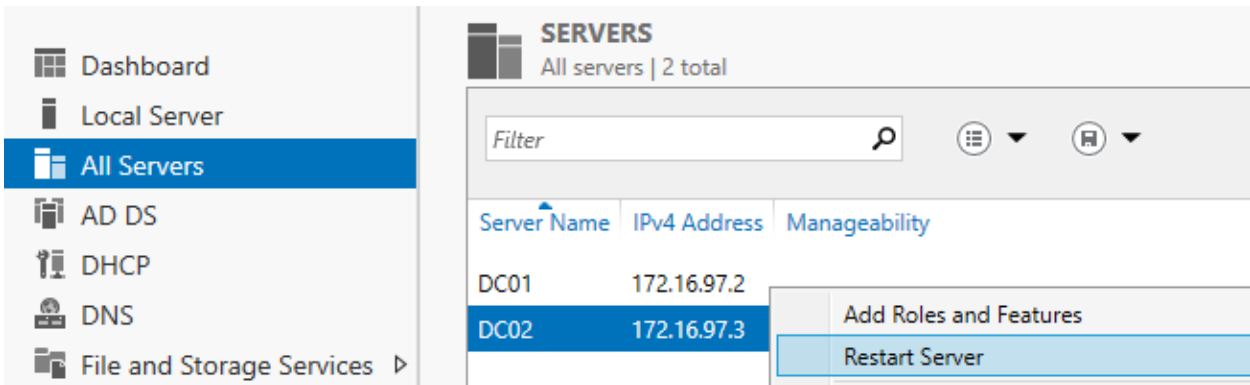 Dashboard
Local Server
All Servers
AD DS
DHCP
DNS
File and Storage Services
SERVERS
All servers | 2 total
Filter
Server Name IPv4 Address Manageability
DC01 172.16.97.2
DC02 172.16.97.3
Add Roles and Features
Restart Server